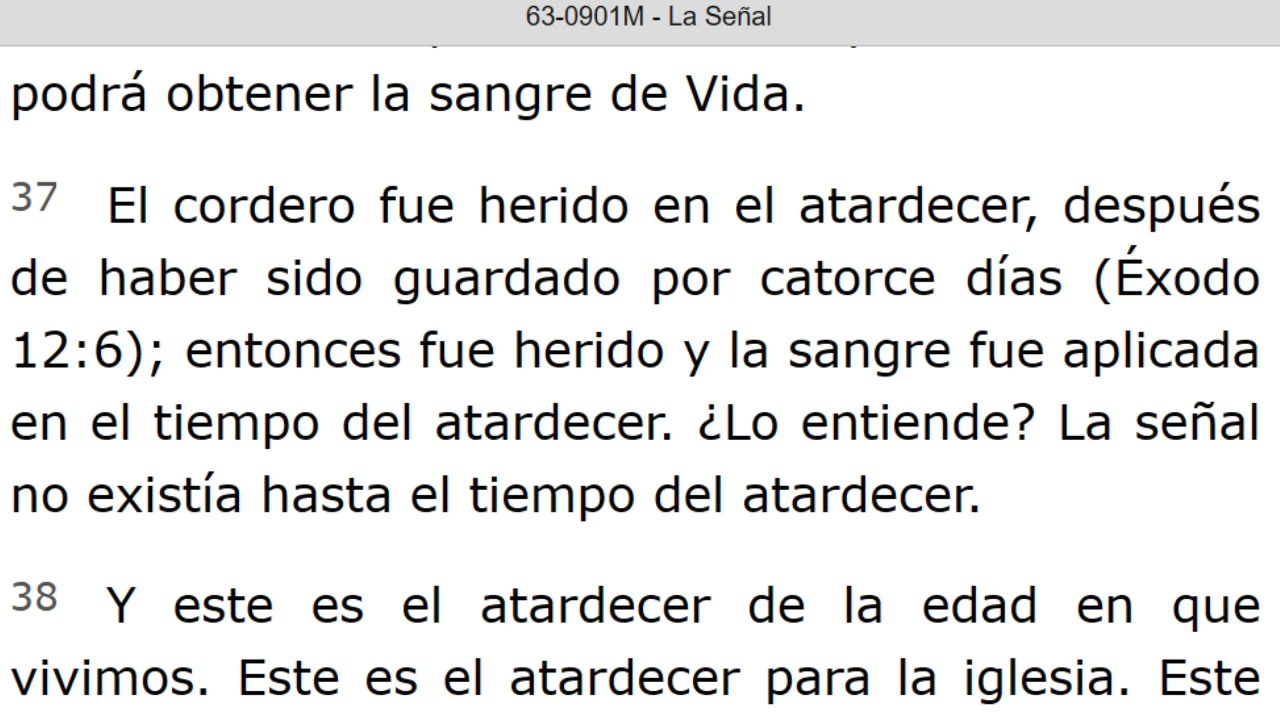 63-0901M - La Señal
podrá obtener la sangre de Vida.
37 El cordero fue herido en el atardecer, después
de haber sido guardado por catorce días (Éxodo
12:6); entonces fue herido y la sangre fue aplicada
en el tiempo del atardecer. ¿Lo entiende? La señal
no existía hasta el tiempo del atardecer.
38 Y este es el atardecer de la edad en que
vivimos. Este es el atardecer para la iglesia. Este